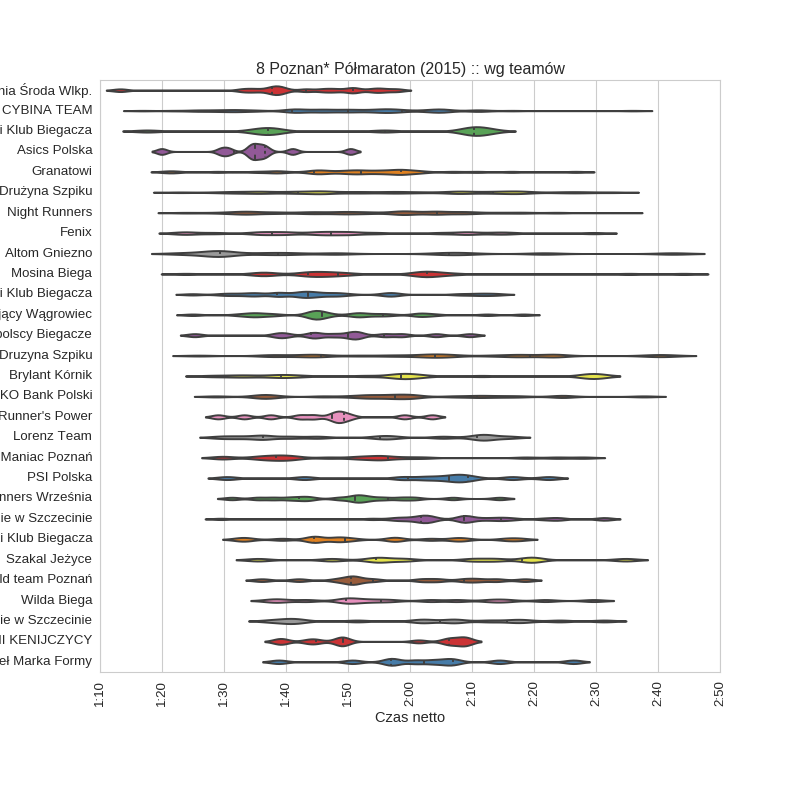 8 Poznan* Półmaraton (2015) :: wg teamów
nia Środa Wlkp.
CYBINA TEAM
i Klub Biegacza
Asics Polska
Granatowi
Drużyna Szpiku
Night Runners
Fenix
Altom Gniezno
Mosina Biega
i Klub Biegacza
jący Wągrowiec
polscy Biegacze
Druzyna Szpiku
Brylant Kórnik
KO Bank Polski
Runner's Power
Lorenz Team
Maniac Poznań
PSI Polska
nners Września
ie w Szczecinie
i Klub Biegacza
Szakal Jeżyce
ld team Poznań
Wilda Biega
ie w Szczecinie
II KENIJCZYCY
eł Marka Formy
1:10 1:20 1:30 1:40 1:50 2:00 2:10 2:20 2:30 2:40 2:50
Czas netto